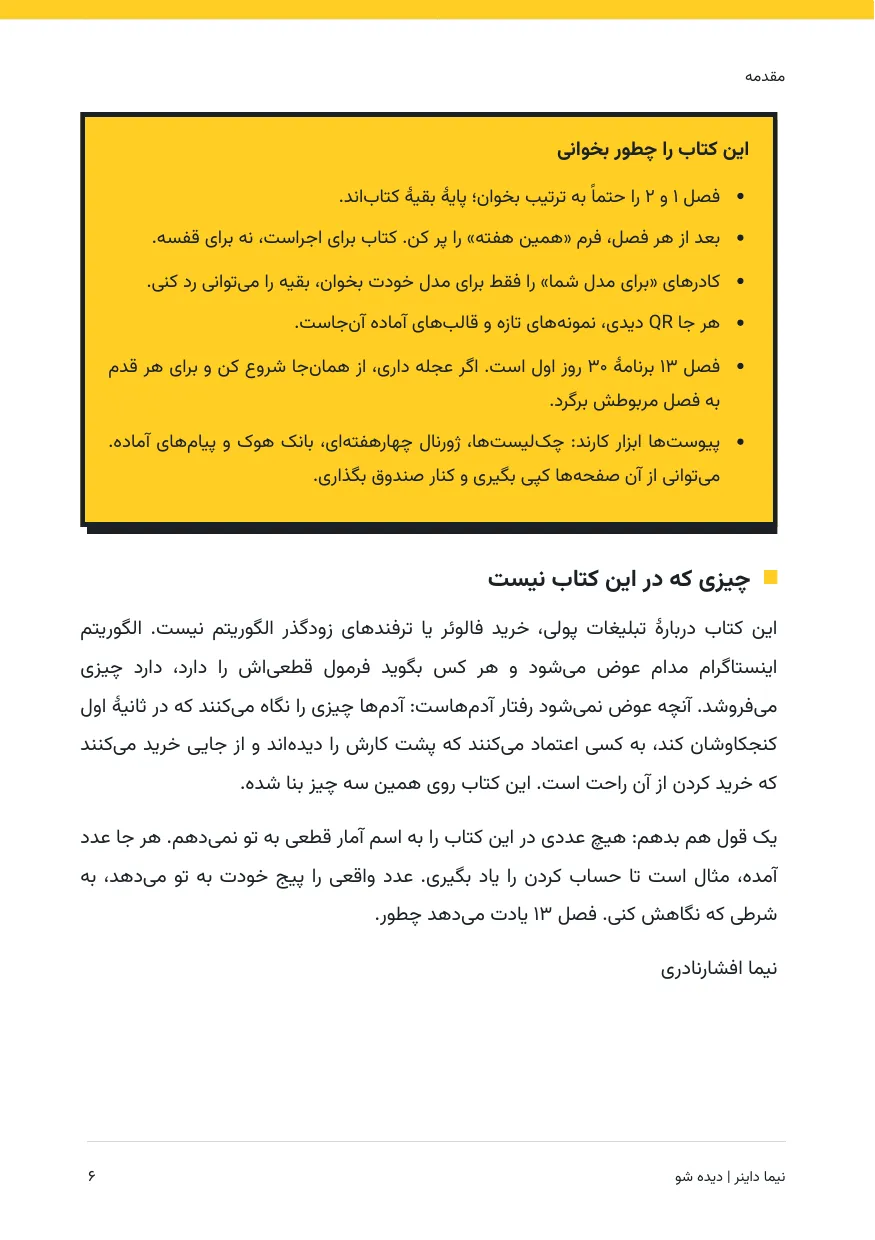 مقدمه
این کتاب را چطور بخوانی
• فصل ۱ و ۲ را حتماً به ترتیب بخوان؛ پایهٔ بقیهٔ کتاب‌اند.
• بعد از هر فصل، فرم «همین هفته» را پر کن. کتاب برای اجراست، نه برای قفسه.
• کادرهای «برای مدل شما» را فقط برای مدل خودت بخوان، بقیه را می‌توانی رد کنی.
• هر جا QR دیدی، نمونه‌های تازه و قالب‌های آماده آن‌جاست.
• فصل ۱۳ برنامهٔ ۳۰ روز اول است. اگر عجله داری، از همان‌جا شروع کن و برای هر قدم
به فصل مربوطش برگرد.
• پیوست‌ها ابزار کارند: چک‌لیست‌ها، ژورنال چهارهفته‌ای، بانک هوک و پیام‌های آماده.
می‌توانی از آن صفحه‌ها کپی بگیری و کنار صندوق بگذاری.
چیزی که در این کتاب نیست
این کتاب دربارهٔ تبلیغات پولی، خرید فالوئر یا ترفندهای زودگذر الگوریتم نیست. الگوریتم
اینستاگرام مدام عوض می‌شود و هر کس بگوید فرمول قطعی‌اش را دارد، دارد چیزی
می‌فروشد. آنچه عوض نمی‌شود رفتار آدم‌هاست: آدم‌ها چیزی را نگاه می‌کنند که در ثانیهٔ اول
کنجکاوشان کند، به کسی اعتماد می‌کنند که پشت کارش را دیده‌اند و از جایی خرید می‌کنند
که خرید کردن از آن راحت است. این کتاب روی همین سه چیز بنا شده.
یک قول هم بدهم: هیچ عددی در این کتاب را به اسم آمار قطعی به تو نمی‌دهم. هر جا عدد
آمده، مثال است تا حساب کردن را یاد بگیری. عدد واقعی را پیج خودت به تو می‌دهد، به
شرطی که نگاهش کنی. فصل ۱۳ یادت می‌دهد چطور.
نیما افشارنادری
نیما داینر | دیده شو
۶